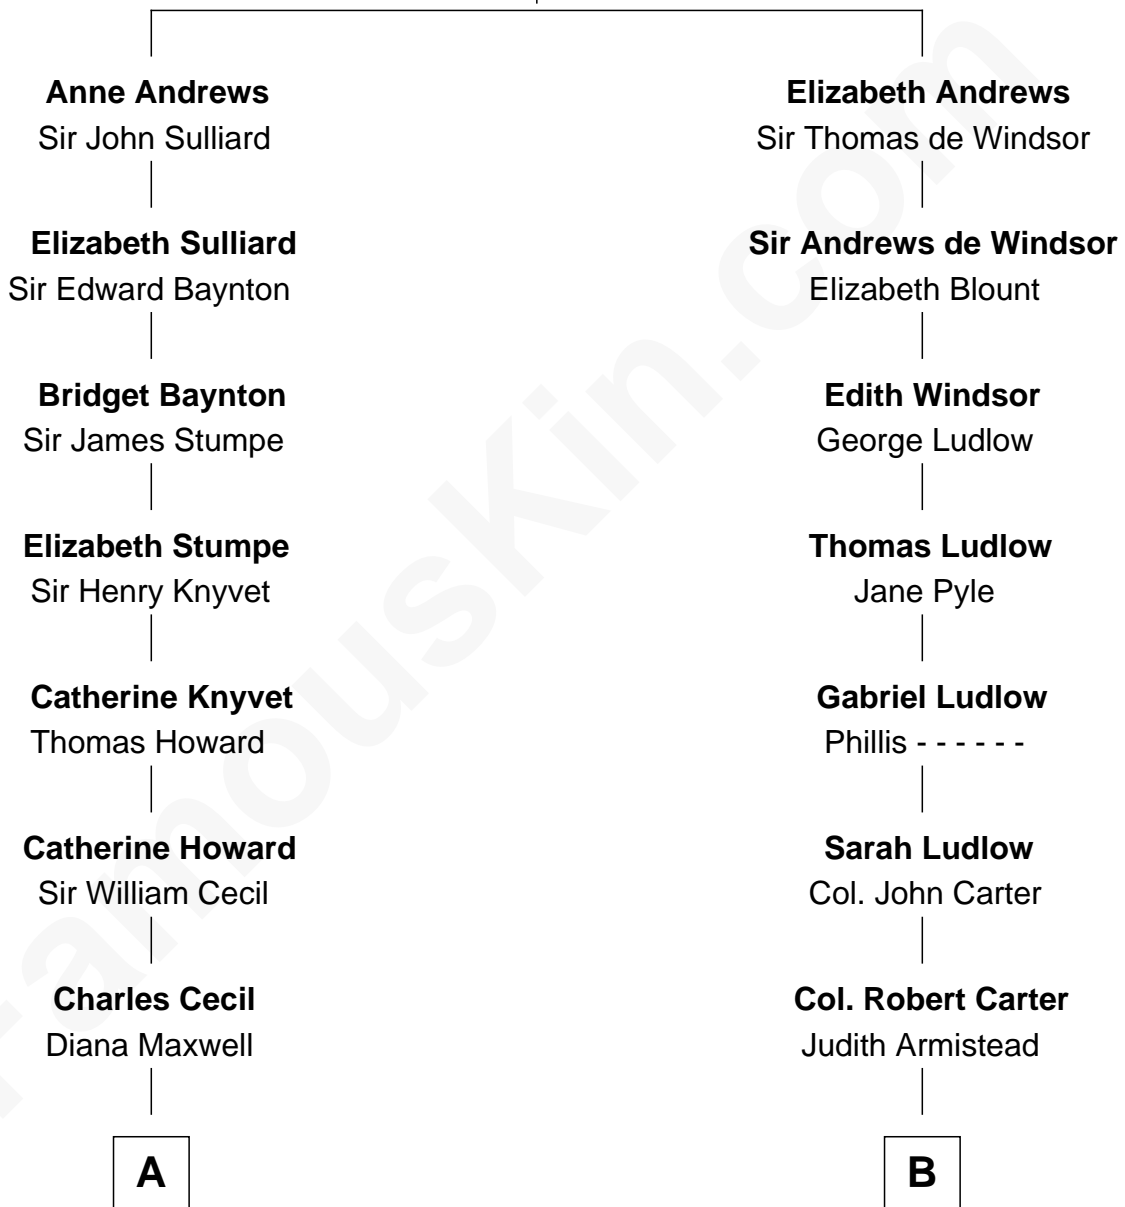 Anne Andrews
Sir John Sulliard
Elizabeth Sulliard
Sir Edward Baynton
Bridget Baynton
Sir James Stumpe
Elizabeth Stumpe
Sir Henry Knyvet
Catherine Knyvet
Thomas Howard
Catherine Howard
Sir William Cecil
Charles Cecil
Diana Maxwell
A
Elizabeth Andrews
Sir Thomas de Windsor
Sir Andrews de Windsor
Elizabeth Blount
Edith Windsor
George Ludlow
Thomas Ludlow
Jane Pyle
Gabriel Ludlow
Phillis - - - - - -
Sarah Ludlow
Col. John Carter
Col. Robert Carter
Judith Armistead
B
FamousKin.com